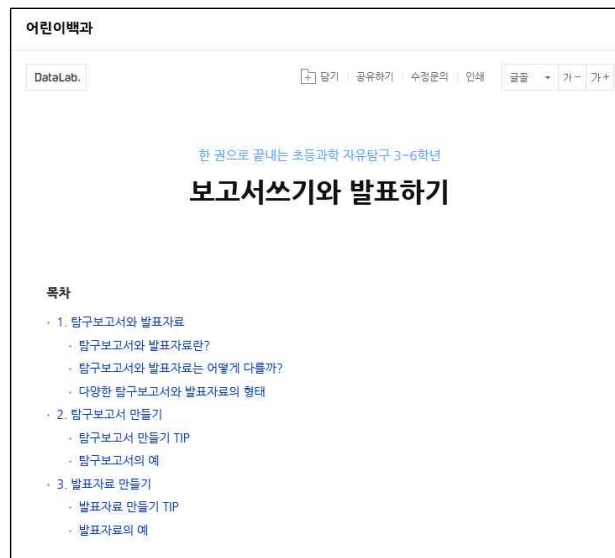 어린이백과
DataLab.
담기 공유하기 수정문의 인쇄 글꼴 가- 가+
한 권으로 끝내는 초등과학 자유탐구 3~6학년
보고서쓰기와 발표하기
목차
· 1. 탐구보고서와 발표자료
· 탐구보고서와 발표자료란?
· 탐구보고서와 발표자료는 어떻게 다를까?
· 다양한 탐구보고서와 발표자료의 형태
· 2. 탐구보고서 만들기
· 탐구보고서 만들기 TIP
· 탐구보고서의 예
· 3. 발표자료 만들기
· 발표자료 만들기 TIP
· 발표자료의 예